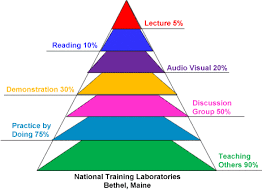 Lecture 5%
Reading 10%
Audio Visual 20%
Demonstration 30%
Discussion
Group 50%
Practice by
Doing 75%
Teaching
Others 90%
National Training Laboratories
Bethel, Maine